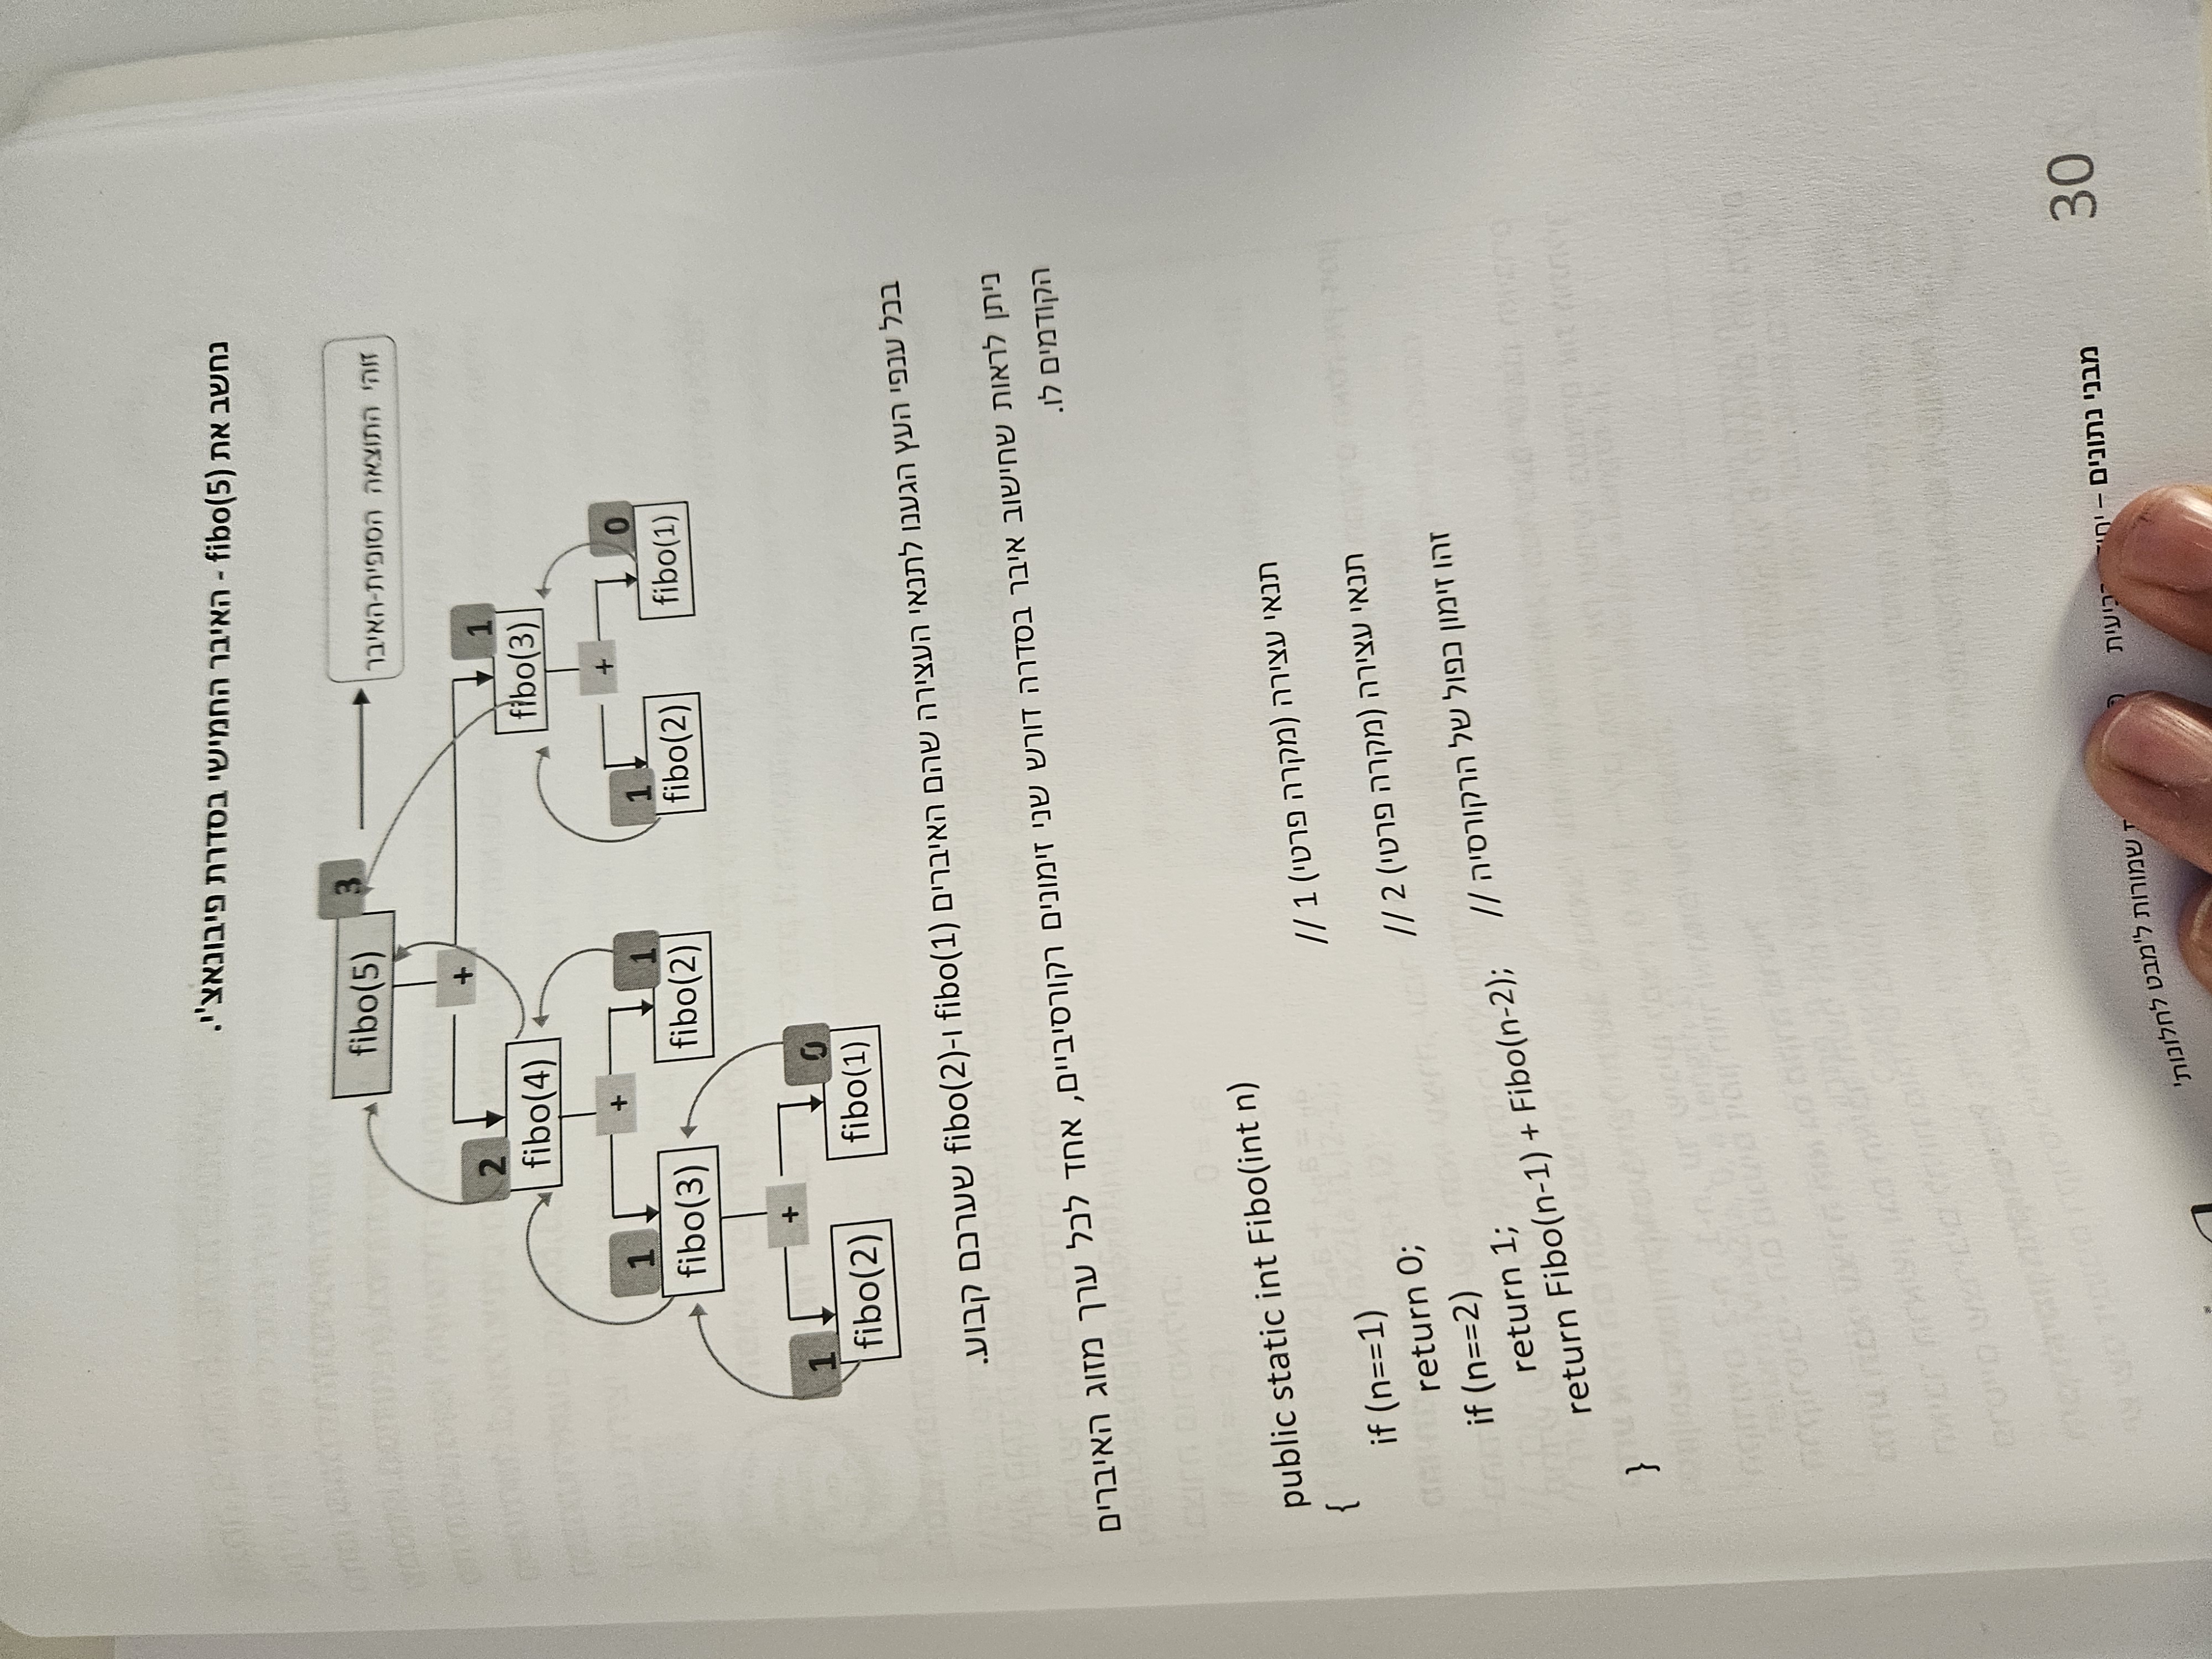 נחשב את fibo(5) - האיבר החמישי בסדרת פיבונאצ'י.
fibo(5)
3
זוהי התוצאה הסופית-האיבר
+
2
fibo(4)
1
fibo(3)
+
+
1
fibo(3)
1
fibo(2)
1
fibo(2)
0
fibo(1)
+
1
fibo(2)
0
fibo(1)
בכל ענפי העץ הגענו לתנאי העצירה שהם האיברים fibo(1) ו-fibo(2) שערכם קבוע.
ניתן לראות שחישוב איבר בסדרה דורש שני זימונים רקורסיביים, אחד לכל ערך מזוג האיברים
הקודמים לו.
public static int Fibo(int n)
{
if (n==1) // תנאי עצירה (מקרה פרטי) 1
return 0;
if (n==2) // תנאי עצירה (מקרה פרטי) 2
return 1;
return Fibo(n-1) + Fibo(n-2); // זהו זימון כפול של הרקורסיה
}
30
מבני נתונים –
שמורות ל'מבט לחלונות'